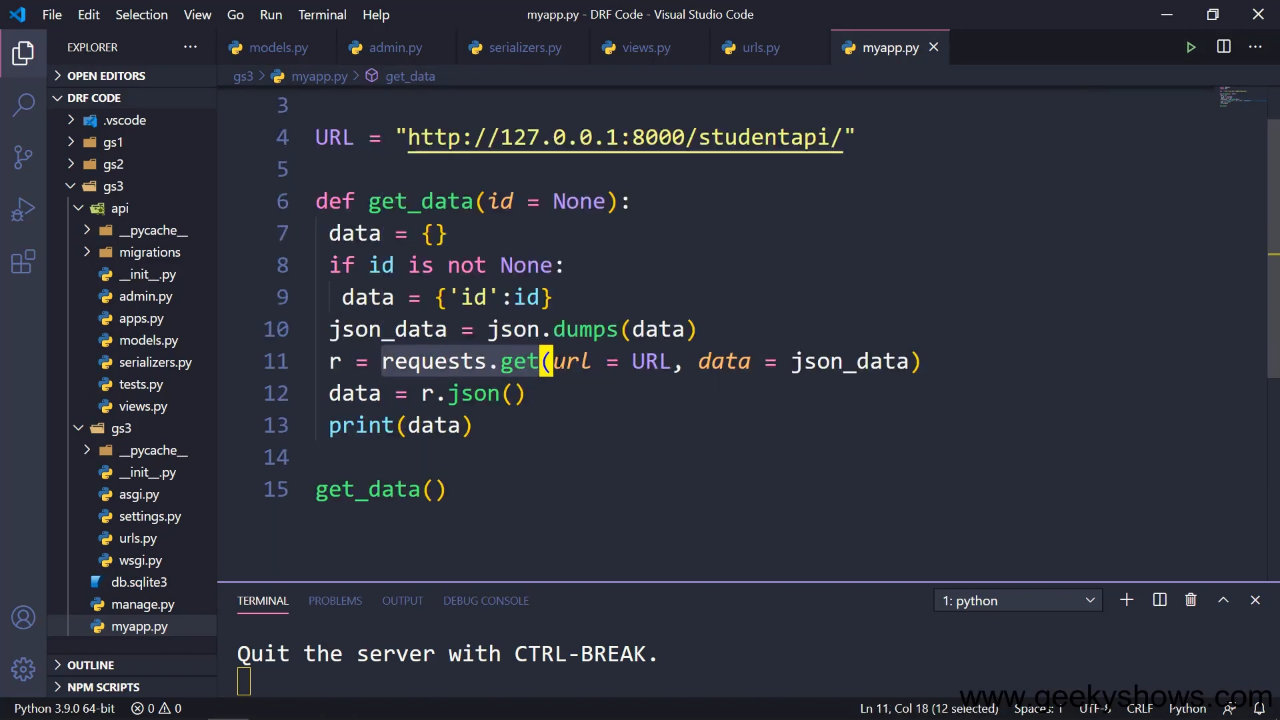 File Edit Selection View Go Run Terminal Help
myapp.py - DRF Code - Visual Studio Code
EXPLORER
models.py admin.py serializers.py views.py urls.py myapp.py
OPEN EDITORS
gs3 > myapp.py > get_data
DRF CODE
.vscode
gs1
gs2
gs3
api
__pycache__
migrations
__init__.py
admin.py
apps.py
models.py
serializers.py
tests.py
views.py
gs3
__pycache__
__init__.py
asgi.py
settings.py
urls.py
wsgi.py
db.sqlite3
manage.py
myapp.py
OUTLINE
NPM SCRIPTS
3
4 URL = "http://127.0.0.1:8000/studentapi/"
5
6 def get_data(id = None):
7 data = {}
8 if id is not None:
9 data = {'id':id}
10 json_data = json.dumps(data)
11 r = requests.get(url = URL, data = json_data)
12 data = r.json()
13 print(data)
14
15 get_data()
TERMINAL PROBLEMS OUTPUT DEBUG CONSOLE
1: python
Quit the server with CTRL-BREAK.
www.geekyshows.com
Python 3.9.0 64-bit 0 0 Ln 11, Col 18 (12 selected) Spaces: 1 UTF-8 CRLF Python